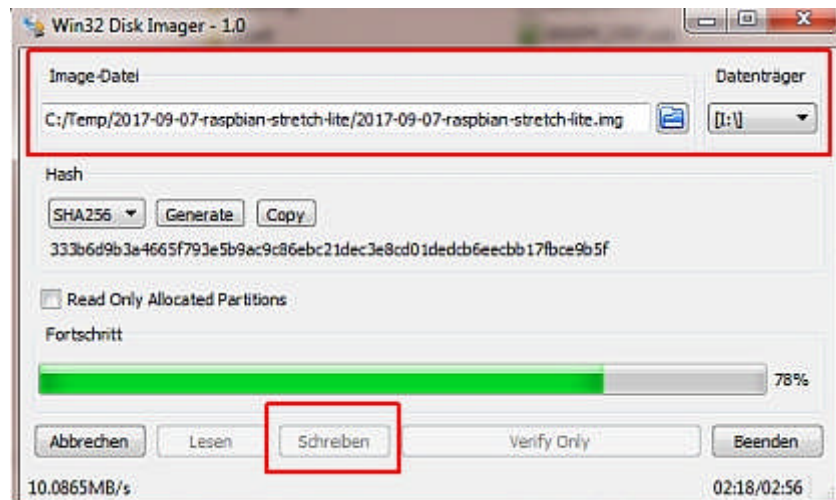 Win32 Disk Imager - 1.0
Image-Datei
Datenträger
C:/Temp/2017-09-07-raspbian-stretch-lite/2017-09-07-raspbian-stretch-lite.img
[I:\]
Hash
SHA256
Generate
Copy
333b6d9b3a4665f793e5b9ac9c86ebc21dec3e8cd01dedcb6eecbb17fbce9b5f
Read Only Allocated Partitions
Fortschritt
78%
Abbrechen
Lesen
Schreiben
Verify Only
Beenden
10.0865MB/s
02:18/02:56